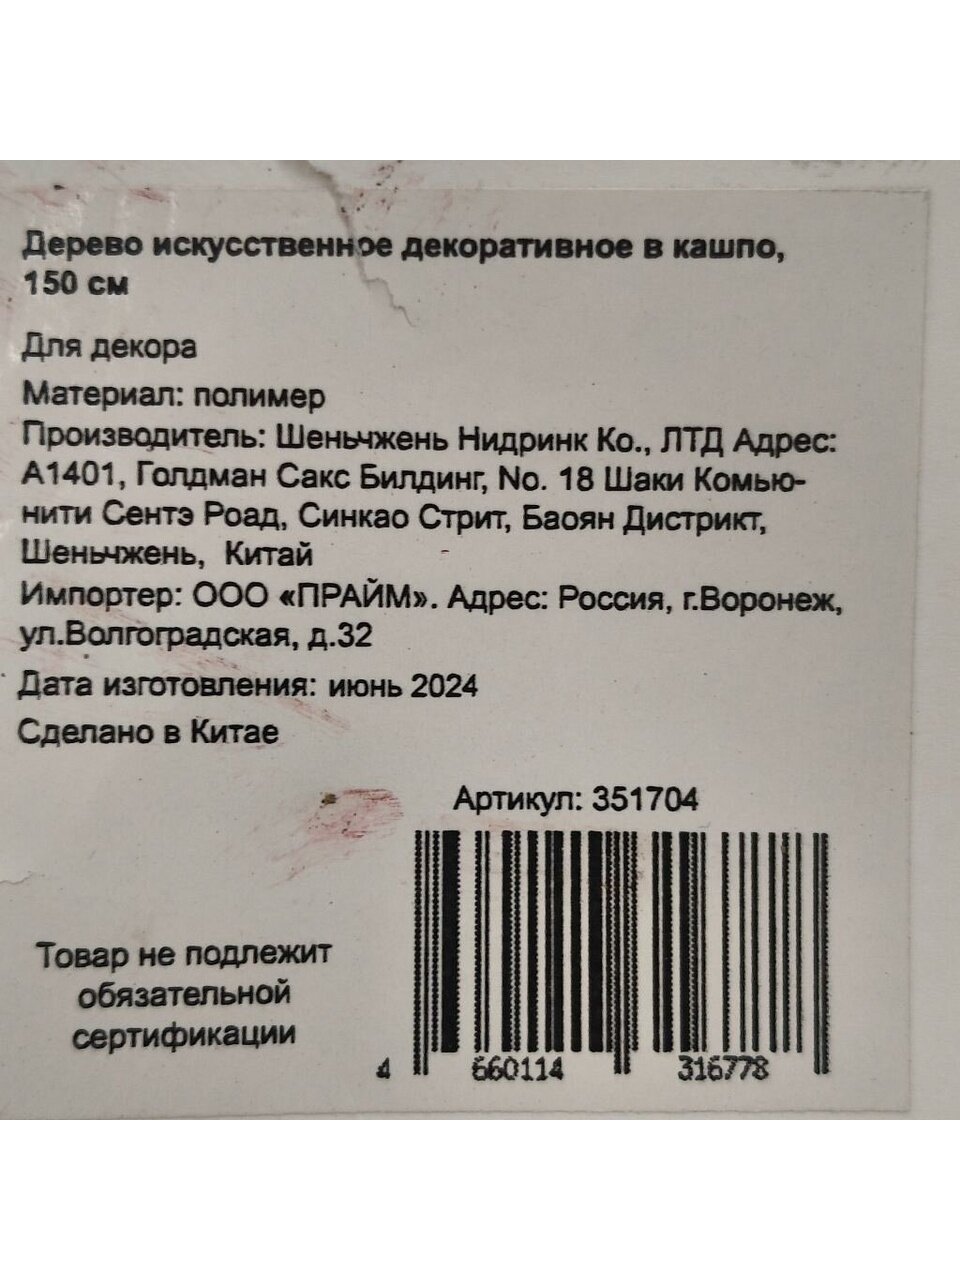 Дерево искусственное декоративное в кашпо,
150 см
Для декора
Материал: полимер
Производитель: Шеньчжень Нидринк Ко., ЛТД Адрес:
А1401, Голдман Сакс Билдинг, No. 18 Шаки Комью-
нити Сентэ Роад, Синкао Стрит, Баоян Дистрикт,
Шеньчжень, Китай
Импортер: ООО «ПРАЙМ». Адрес: Россия, г.Воронеж,
ул.Волгоградская, д.32
Дата изготовления: июнь 2024
Сделано в Китае
Артикул: 351704
Товар не подлежит
обязательной
сертификации
4 660114 316778